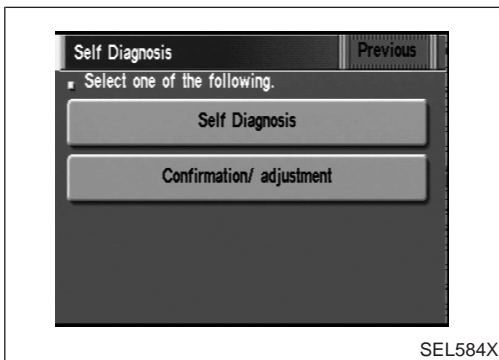 Self Diagnosis Previous
Select one of the following.
Self Diagnosis
Confirmation/ adjustment
SEL584X